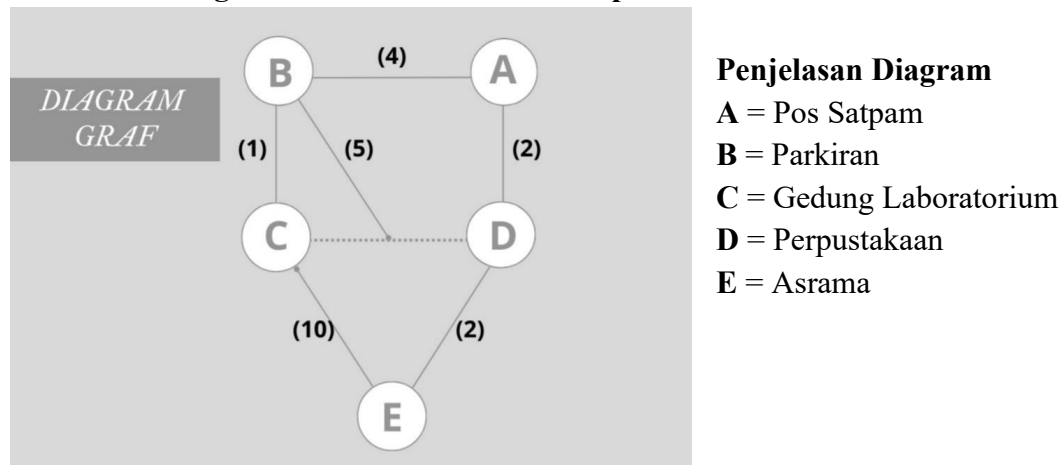 DIAGRAM
GRAF
B
(4)
A
(1)
(5)
(2)
C
D
(10)
(2)
E
Penjelasan Diagram
A = Pos Satpam
B = Parkiran
C = Gedung Laboratorium
D = Perpustakaan
E = Asrama